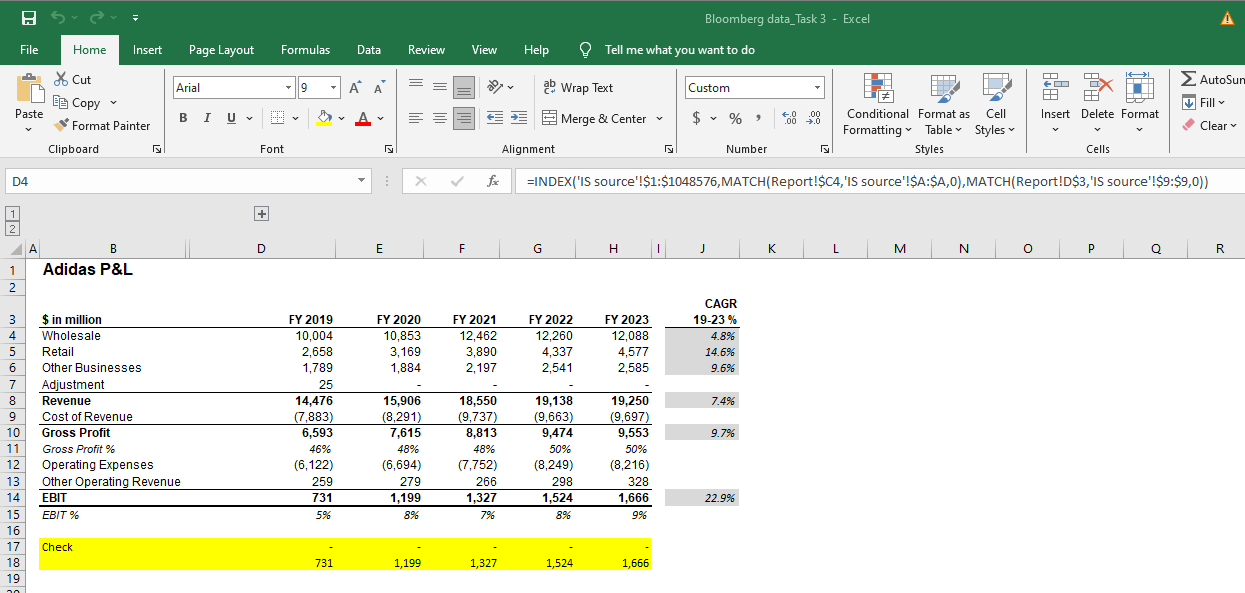 Bloomberg data_Task 3 - Excel
File Home Insert Page Layout Formulas Data Review View Help Tell me what you want to do
Paste
Cut
Copy
Format Painter
Clipboard
Arial 9
B I U
Font
Wrap Text
Merge & Center
Alignment
Custom
$ % ,
Number
Conditional Formatting
Format as Table
Cell Styles
Styles
Insert Delete Format
Cells
AutoSum
Fill
Clear
D4 fx =INDEX('IS source'!$1:$1048576,MATCH(Report!$C4,'IS source'!$A:$A,0),MATCH(Report!D$3,'IS source'!$9:$9,0))
1
2
A B D E F G H I J K L M N O P Q R
1 Adidas P&L
2
CAGR
3 $ in million FY 2019 FY 2020 FY 2021 FY 2022 FY 2023 19-23 %
4 Wholesale 10,004 10,853 12,462 12,260 12,088 4.8%
5 Retail 2,658 3,169 3,890 4,337 4,577 14.6%
6 Other Businesses 1,789 1,884 2,197 2,541 2,585 9.6%
7 Adjustment 25 - - - -
8 Revenue 14,476 15,906 18,550 19,138 19,250 7.4%
9 Cost of Revenue (7,883) (8,291) (9,737) (9,663) (9,697)
10 Gross Profit 6,593 7,615 8,813 9,474 9,553 9.7%
11 Gross Profit % 46% 48% 48% 50% 50%
12 Operating Expenses (6,122) (6,694) (7,752) (8,249) (8,216)
13 Other Operating Revenue 259 279 266 298 328
14 EBIT 731 1,199 1,327 1,524 1,666 22.9%
15 EBIT % 5% 8% 7% 8% 9%
16
17 Check - - - - -
18 731 1,199 1,327 1,524 1,666
19